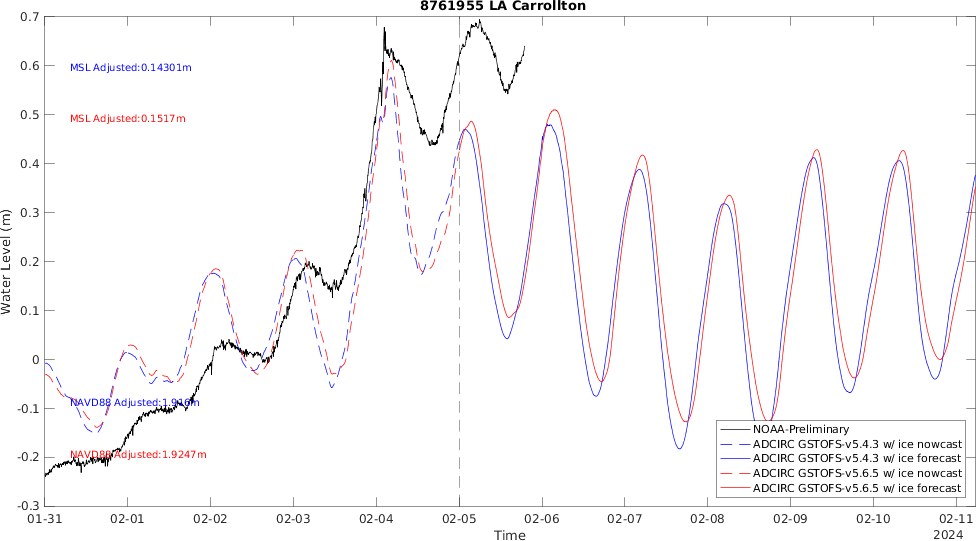 8761955 LA Carrollton
0.7
0.6
0.5
0.4
0.3
0.2
0.1
0
-0.1
-0.2
-0.3
Water Level (m)
MSL Adjusted:0.14301m
MSL Adjusted:0.1517m
NAVD88 Adjusted:1.916m
NAVD88 Adjusted:1.9247m
NOAA-Preliminary
ADCIRC GSTOFS-v5.4.3 w/ ice nowcast
ADCIRC GSTOFS-v5.4.3 w/ ice forecast
ADCIRC GSTOFS-v5.6.5 w/ ice nowcast
ADCIRC GSTOFS-v5.6.5 w/ ice forecast
01-31 02-01 02-02 02-03 02-04 02-05 02-06 02-07 02-08 02-09 02-10 02-11
Time 2024